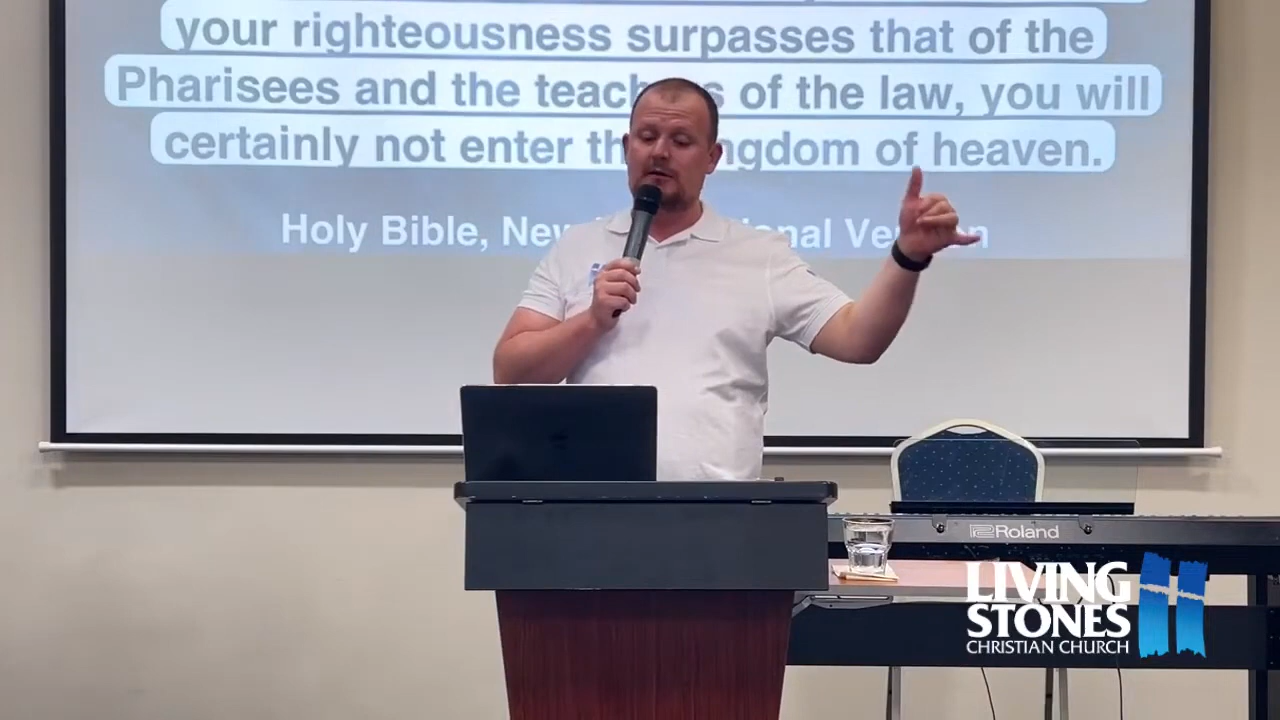 your righteousness surpasses that of the
Pharisees and the teac s of the law, you will
certainly not enter th ngdom of heaven.
Holy Bible, New ional Ve n
Roland
LIVING
STONES
CHRISTIAN CHURCH